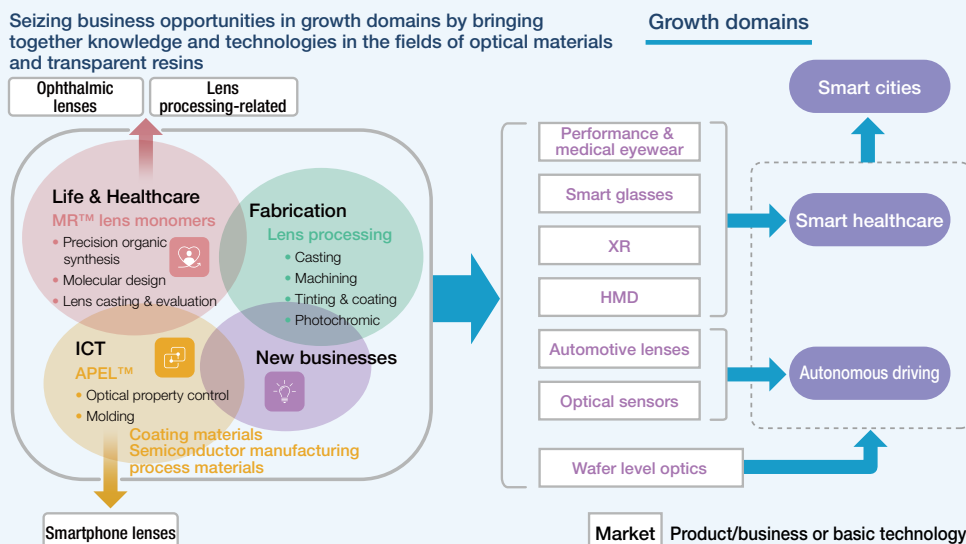 Seizing business opportunities in growth domains by bringing
together knowledge and technologies in the fields of optical materials
and transparent resins
Growth domains
Ophthalmic
lenses
Lens
processing-related
Life & Healthcare
MR™ lens monomers
• Precision organic
synthesis
• Molecular design
• Lens casting & evaluation
Fabrication
Lens processing
• Casting
• Machining
• Tinting & coating
• Photochromic
ICT
APEL™
• Optical property control
• Molding
New businesses
Coating materials
Semiconductor manufacturing
process materials
Smartphone lenses
Performance &
medical eyewear
Smart glasses
XR
HMD
Automotive lenses
Optical sensors
Wafer level optics
Smart cities
Smart healthcare
Autonomous driving
Market
Product/business or basic technology